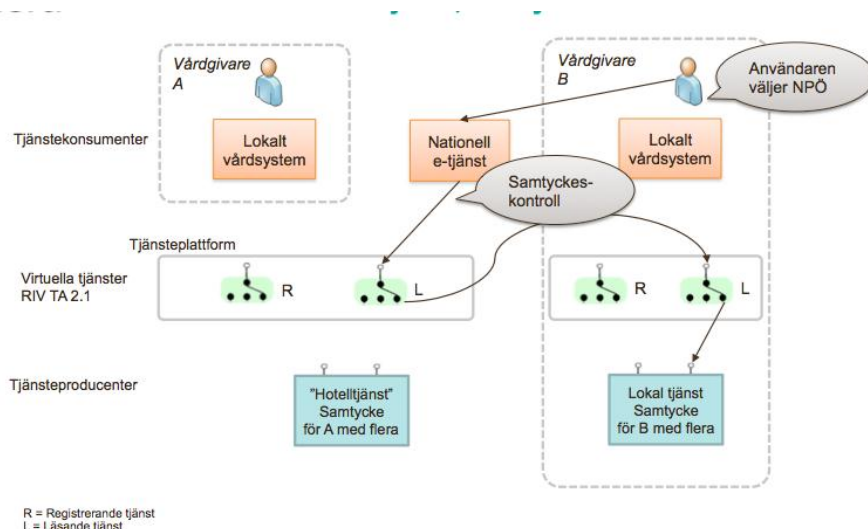 Vårdgivare
A
Vårdgivare
B
Användaren
väljer NPÖ
Tjänstekonsumenter
Lokalt
vårdsystem
Nationell
e-tjänst
Lokalt
vårdsystem
Samtyckes-
kontroll
Tjänsteplattform
Virtuella tjänster
RIV TA 2.1
R
L
R
L
Tjänsteproducenter
"Hotelltjänst"
Samtycke
för A med flera
Lokal tjänst
Samtycke
för B med flera
R = Registrerande tjänst
L = Läsande tjänst